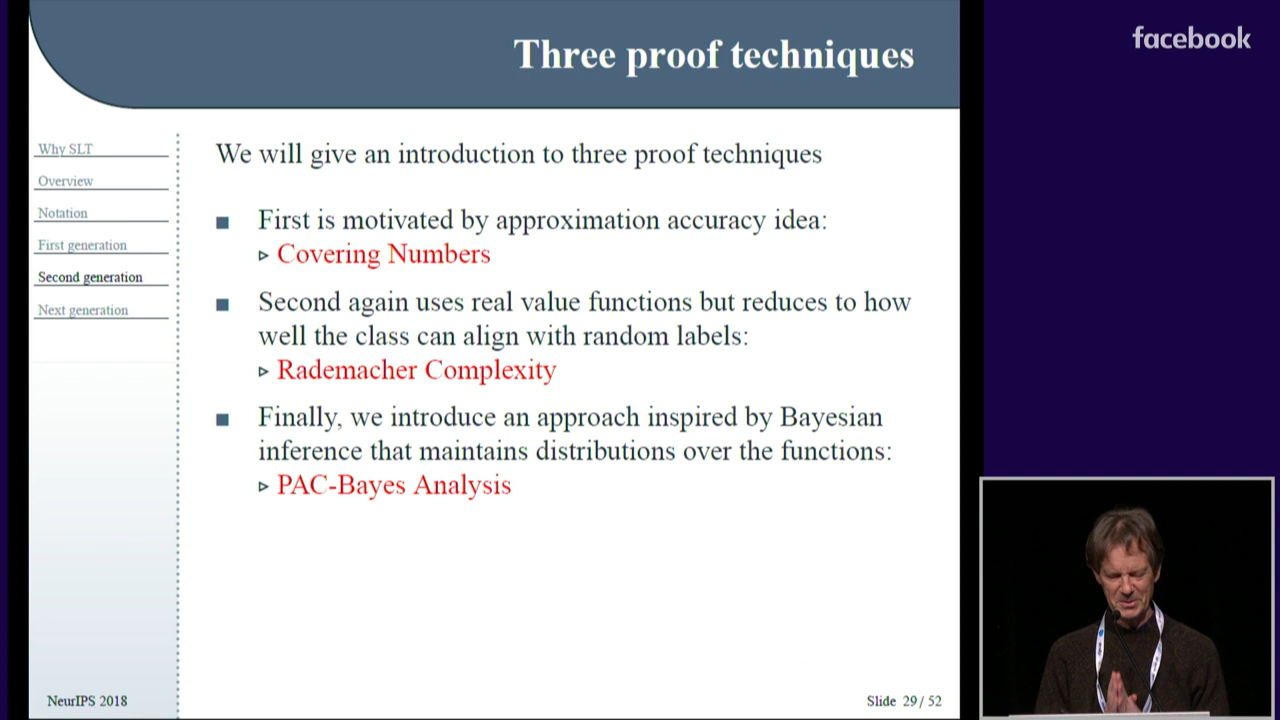 Three proof techniques
facebook
Why SLT
Overview
Notation
First generation
Second generation
Next generation
We will give an introduction to three proof techniques
First is motivated by approximation accuracy idea:
Covering Numbers
Second again uses real value functions but reduces to how
well the class can align with random labels:
Rademacher Complexity
Finally, we introduce an approach inspired by Bayesian
inference that maintains distributions over the functions:
PAC-Bayes Analysis
NeurIPS 2018
Slide 29 / 52